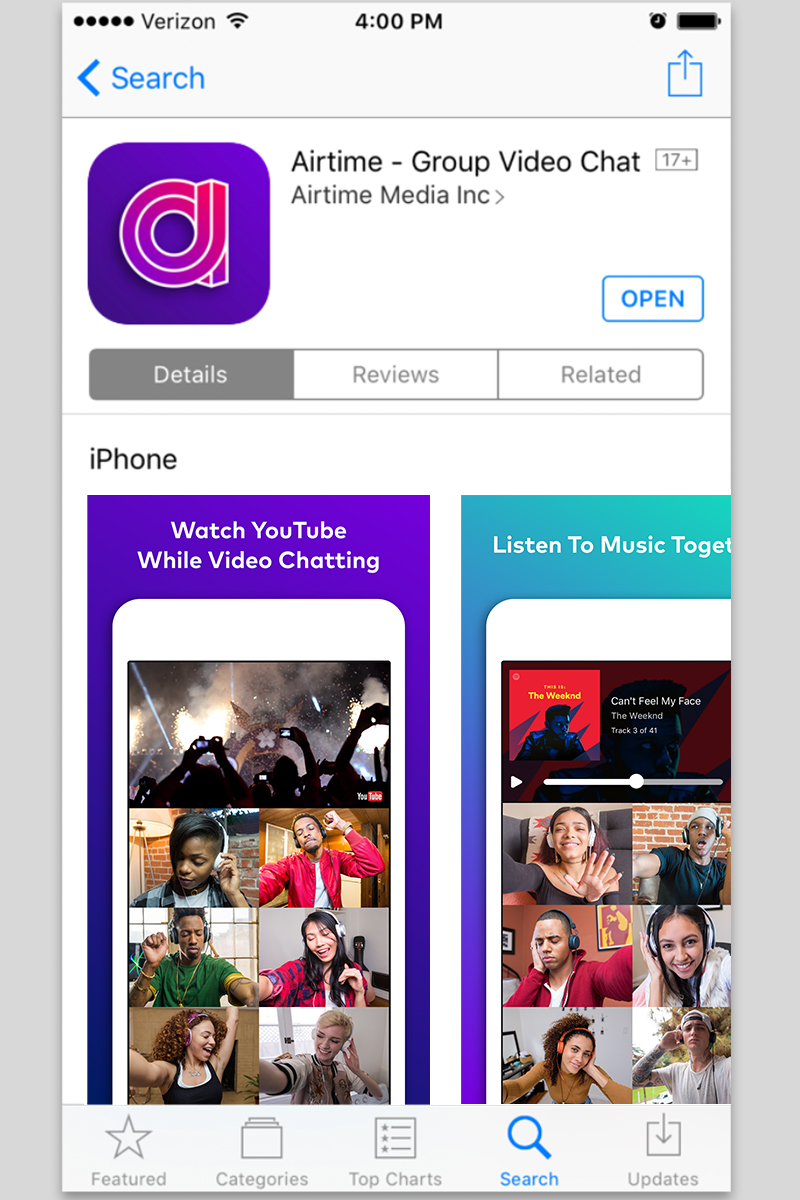 Verizon
4:00 PM
Search
Airtime - Group Video Chat 17+
Airtime Media Inc
OPEN
Details
Reviews
Related
iPhone
Watch YouTube
While Video Chatting
YouTube
Listen To Music Toget
THIS IS:
The Weeknd
Can't Feel My Face
The Weeknd
Track 3 of 41
Featured
Categories
Top Charts
Search
Updates